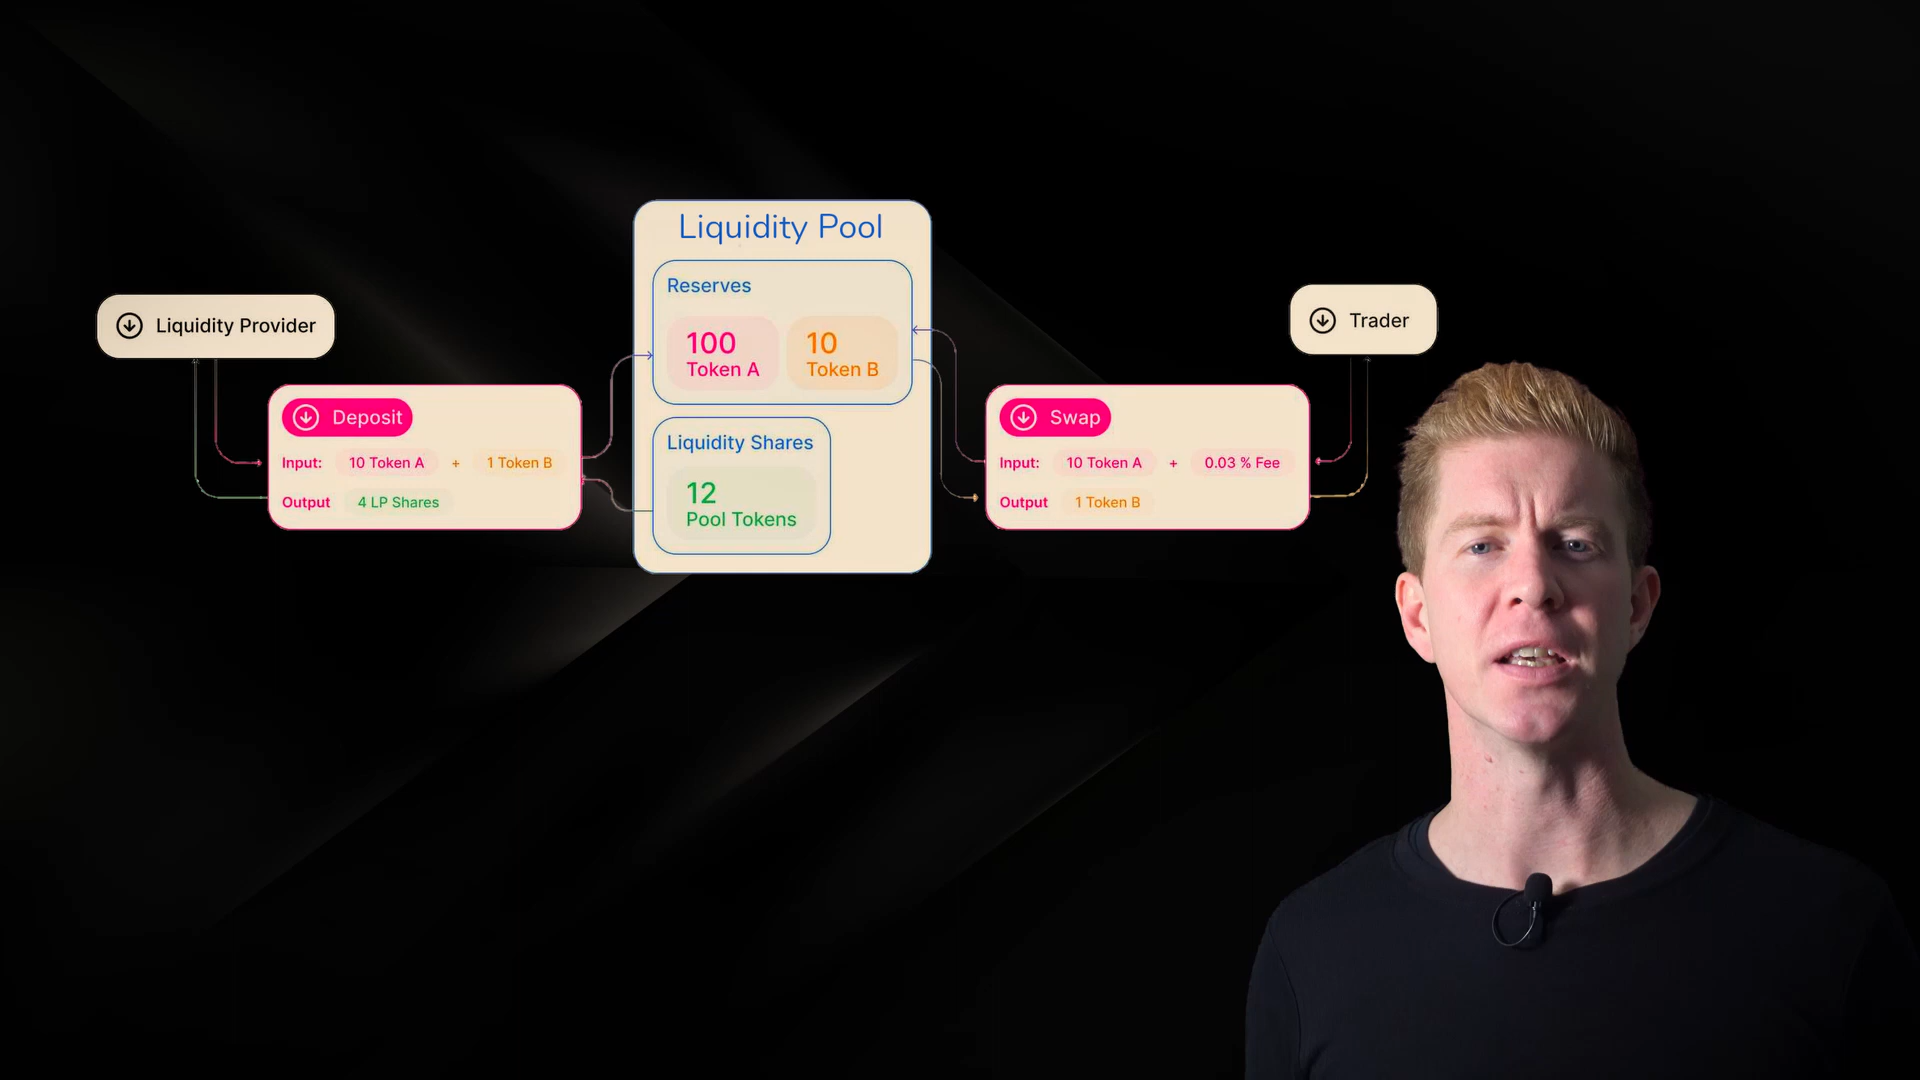 Liquidity Pool
Reserves
100
Token A
10
Token B
Liquidity Shares
12
Pool Tokens
Liquidity Provider
Deposit
Input: 10 Token A + 1 Token B
Output 4 LP Shares
Trader
Swap
Input: 10 Token A + 0.03 % Fee
Output 1 Token B